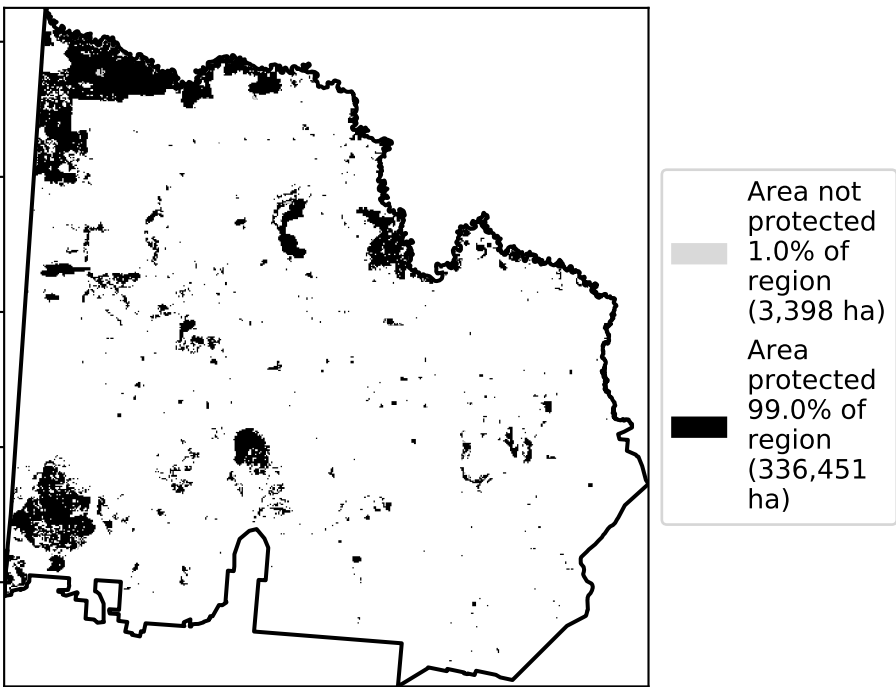 Area not
protected
1.0% of
region
(3,398 ha)
Area
protected
99.0% of
region
(336,451
ha)